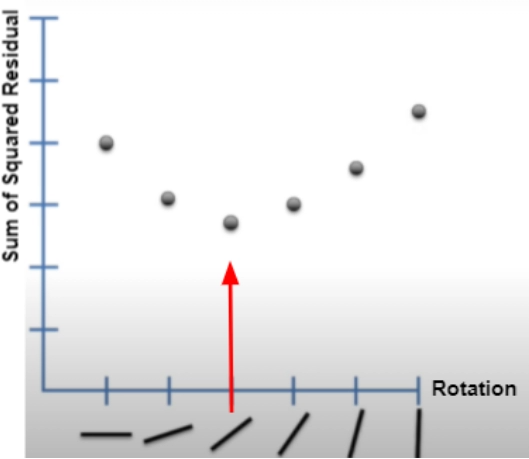 Sum of Squared Residual
Rotation